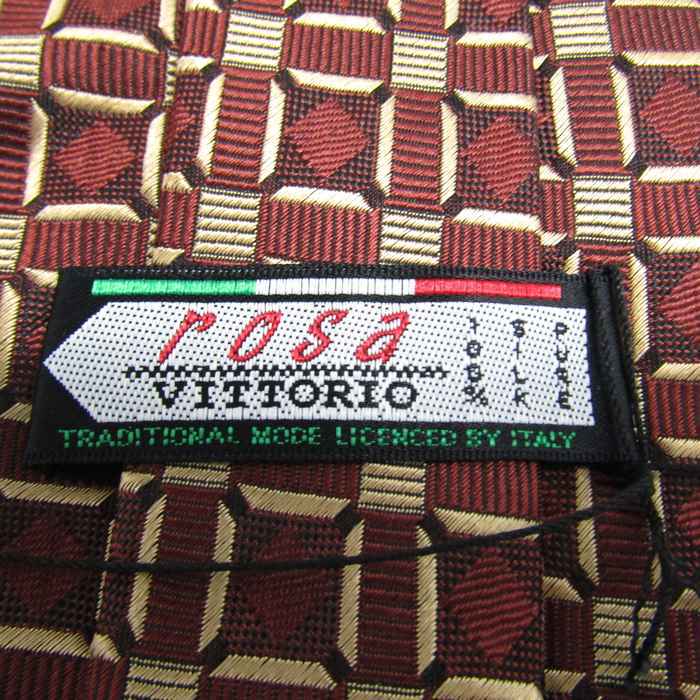 rosa
VITTORIO
100%
SILK
PURE
TRADITIONAL MODE LICENCED BY ITALY